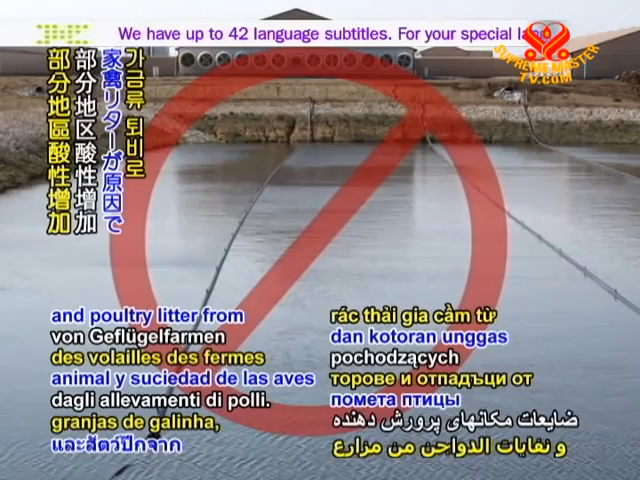 We have up to 42 language subtitles. For your special
SUPREME MASTER
TV.COM
가금류 퇴비로
家禽リターが原因で
部分地区酸性增加
部分地區酸性增加
and poultry litter from
von Geflügelfarmen
des volailles des fermes
animal y suciedad de las aves
dagli allevamenti di polli.
granjas de galinha,
และสัตว์ปีกจาก
rác thải gia cầm từ
dan kotoran unggas
pochodzących
торове и отпадъци от
помета птицы
ضایعات مکانهای پرورش دهنده
و نفايات الدواجن من مزارع